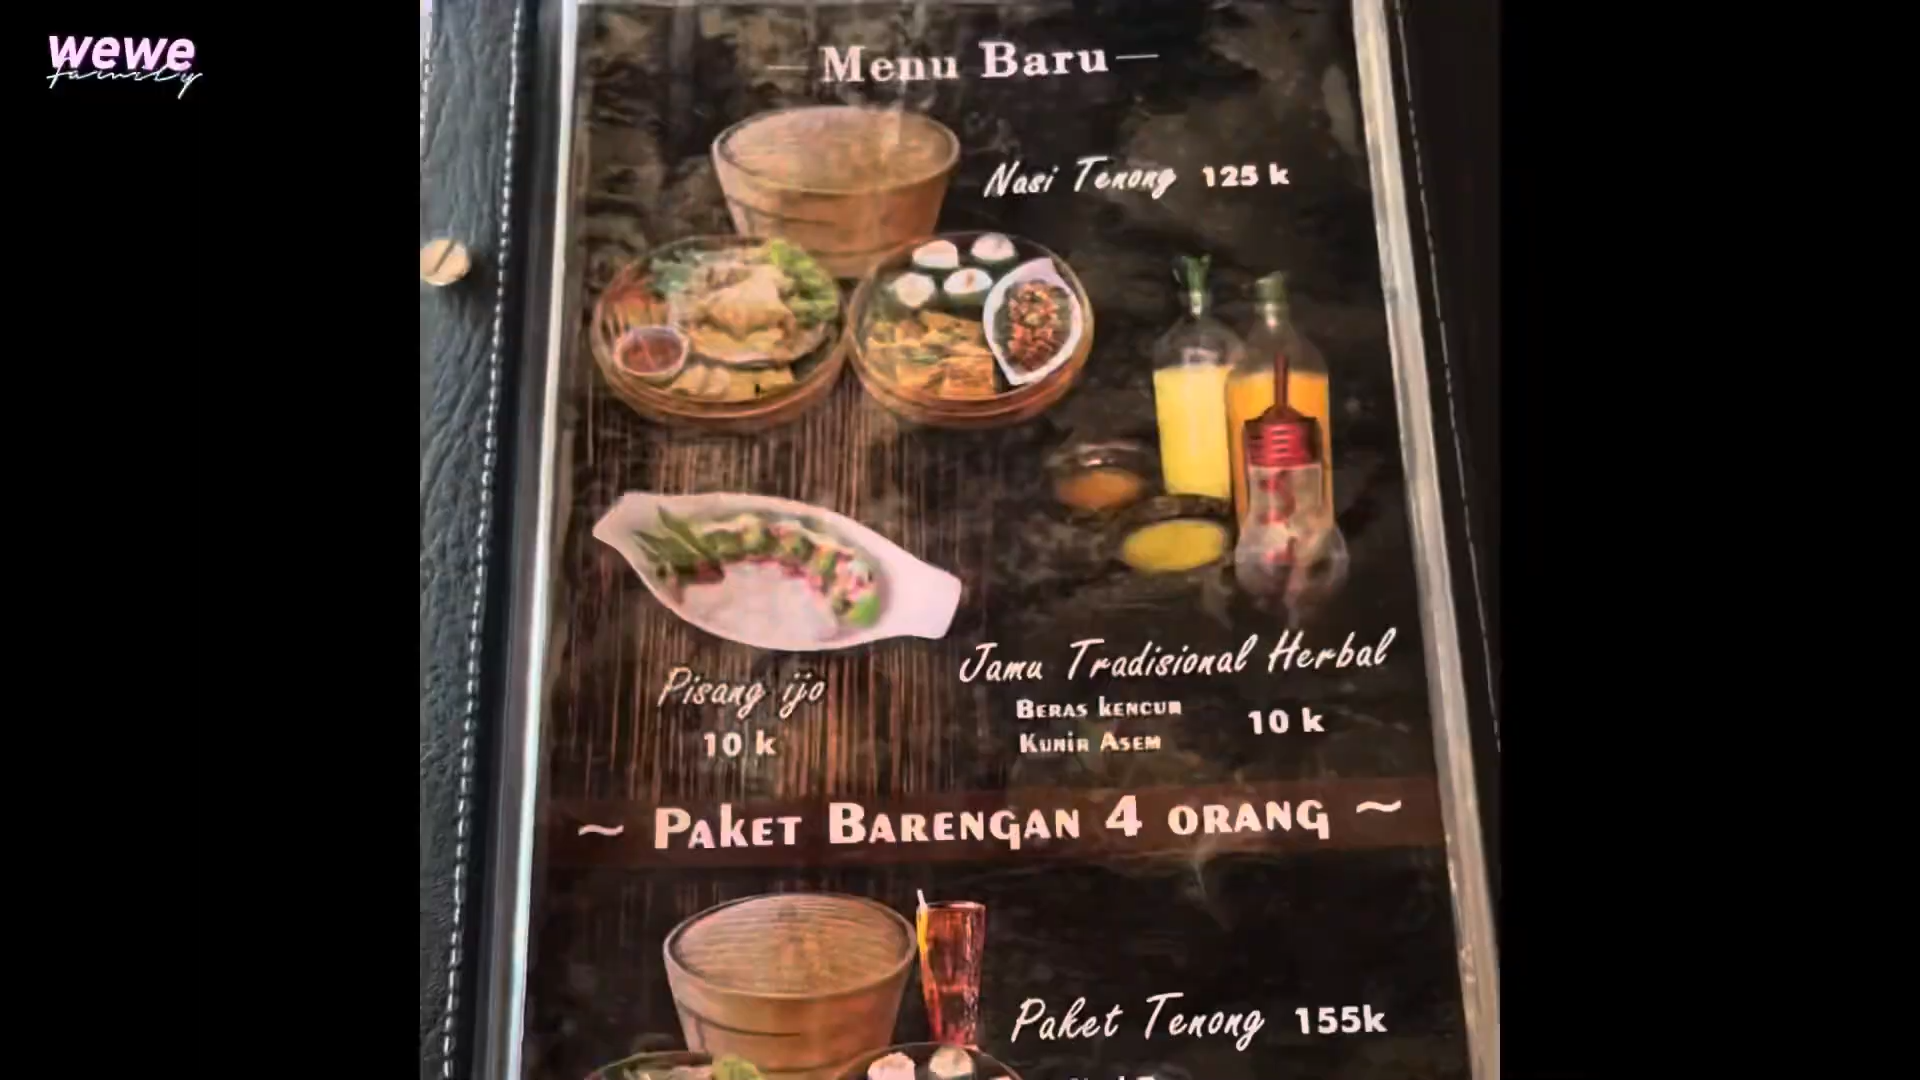 wewe
family
Menu Baru
Nasi Tenong 125 k
Pisang ijo
10 k
Jamu Tradisional Herbal
Beras kencur
Kunir Asem
10 k
~ Paket Barengan 4 orang ~
Paket Tenong 155k